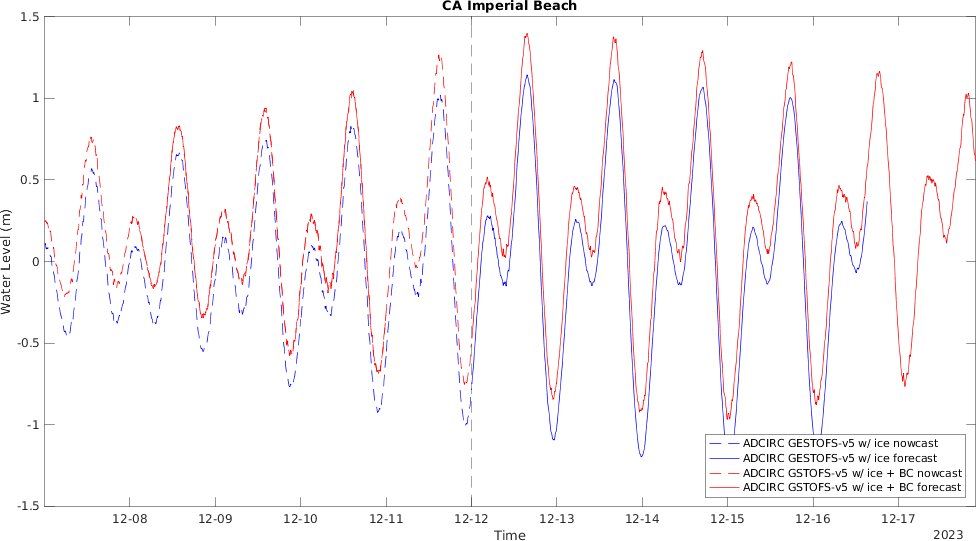 CA Imperial Beach
1.5
1
0.5
0
-0.5
-1
-1.5
Water Level (m)
12-08
12-09
12-10
12-11
12-12
12-13
12-14
12-15
12-16
12-17
Time
2023
ADCIRC GESTOFS-v5 w/ ice nowcast
ADCIRC GESTOFS-v5 w/ ice forecast
ADCIRC GSTOFS-v5 w/ ice + BC nowcast
ADCIRC GSTOFS-v5 w/ ice + BC forecast